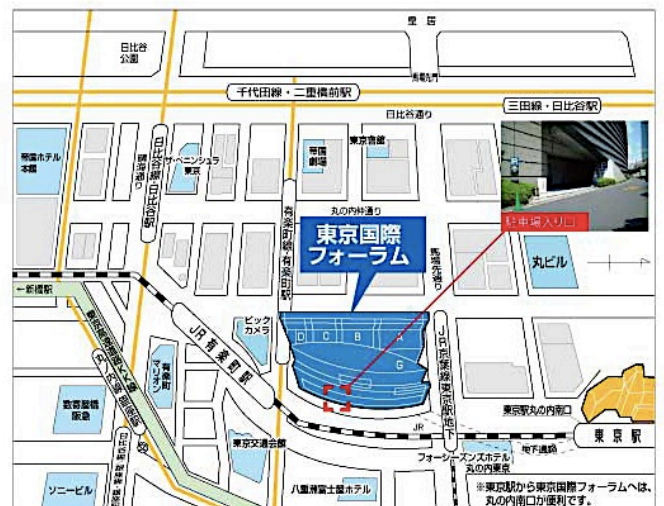 皇居
日比谷
公園
馬場先門
千代田線・二重橋前駅
三田線・日比谷駅
日比谷通り
帝国ホテル
本館
晴海通り
日比谷線・日比谷駅
ザ・ペニンシュラ
東京
帝国
劇場
東京會舘
丸の内仲通り
駐車場入り口
有楽町線・有楽町駅
東京国際
フォーラム
馬場先通り
丸ビル
←新橋駅
ビック
カメラ
JR有楽町駅
有楽町
マリオン
D
C
B
A
G
JR京葉線東京駅地下
数寄屋橋
阪急
東京交通会館
JR
東京駅丸の内南口
東京駅
地下通路
フォーシーズンズホテル
丸の内東京
ソニービル
八重洲富士屋ホテル
※東京駅から東京国際フォーラムへは、
丸の内南口が便利です。